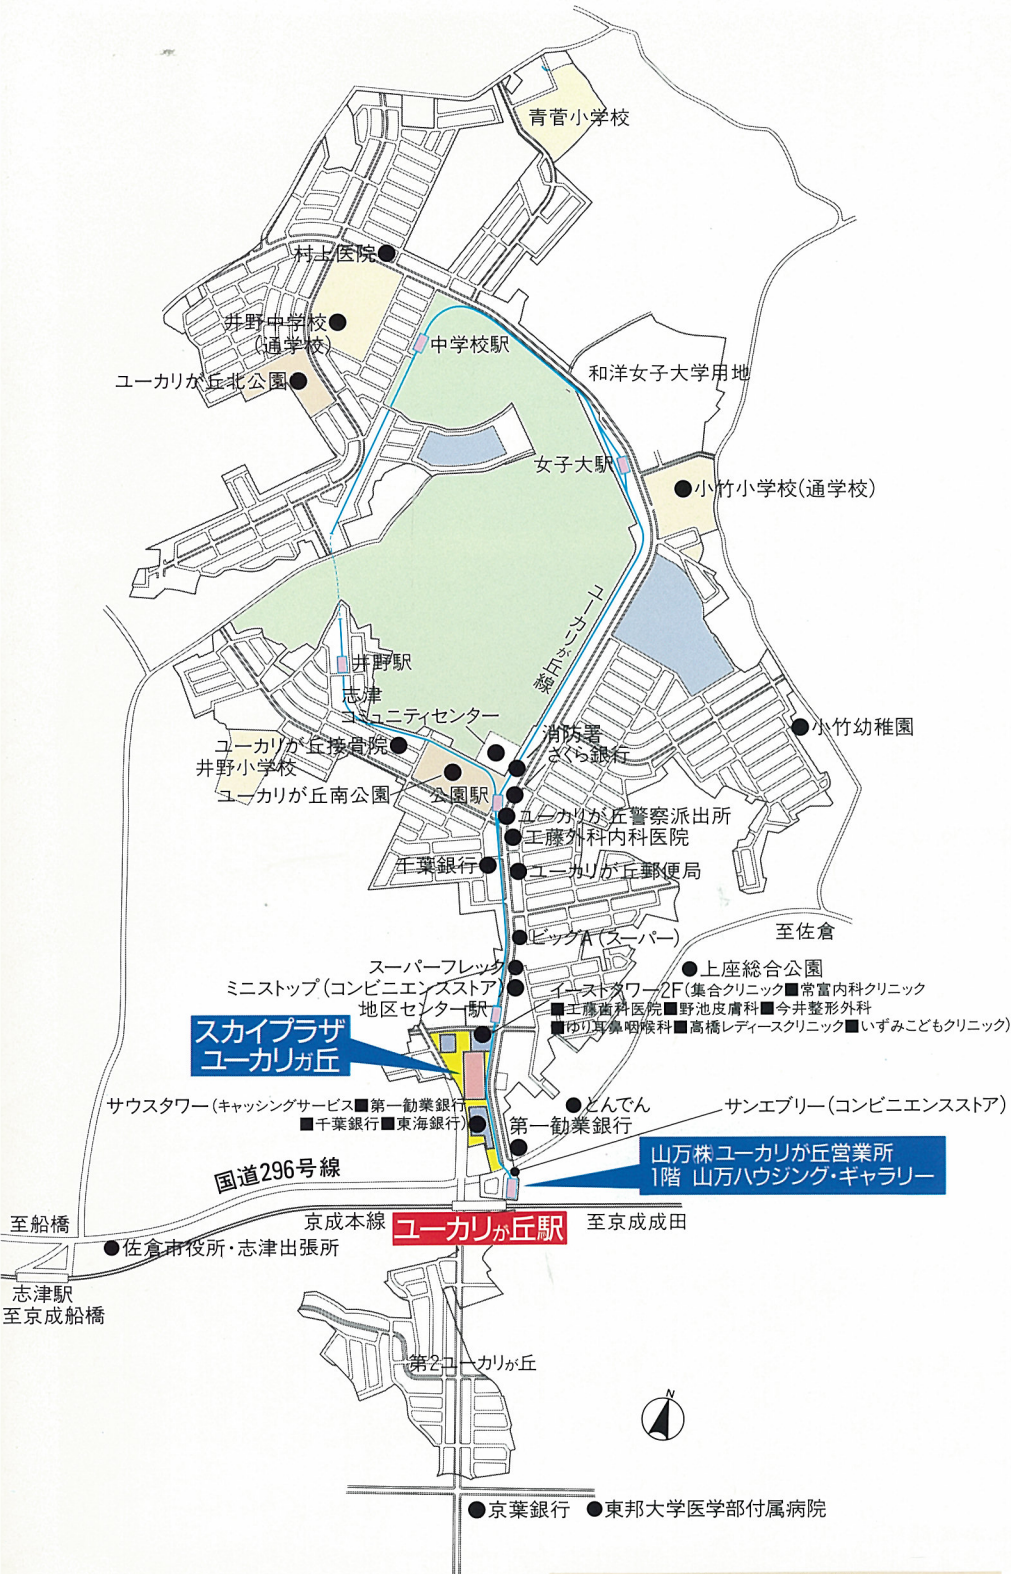 青菅小学校
村上医院
井野中学校
(通学校)
中学校駅
和洋女子大学用地
ユーカリが丘北公園
女子大駅
小竹小学校(通学校)
ユーカリが丘線
井野駅
志津
コミュニティセンター
消防署
さくら銀行
小竹幼稚園
ユーカリが丘接骨院
井野小学校
ユーカリが丘南公園
公園駅
ユーカリが丘警察派出所
工藤外科内科医院
千葉銀行
ユーカリが丘郵便局
至佐倉
ビッグA(スーパー)
スーパーフレック
上座総合公園
ミニストップ(コンビニエンスストア)
イーストタワー2F(集合クリニック■常富内科クリニック
■工藤歯科医院■野池皮膚科■今井整形外科
■ゆり耳鼻咽喉科■高橋レディースクリニック■いずみこどもクリニック)
地区センター駅
スカイプラザ
ユーカリガ丘
サウスタワー(キャッシングサービス■第一勧業銀行
■千葉銀行■東海銀行)
とんでん
サンエブリー(コンビニエンスストア)
第一勧業銀行
山万㈱ユーカリが丘営業所
1階 山万ハウジング・ギャラリー
国道296号線
至船橋
京成本線
ユーカリが丘駅
至京成成田
佐倉市役所・志津出張所
志津駅
至京成船橋
第2ユーカリが丘
N
京葉銀行
東邦大学医学部付属病院